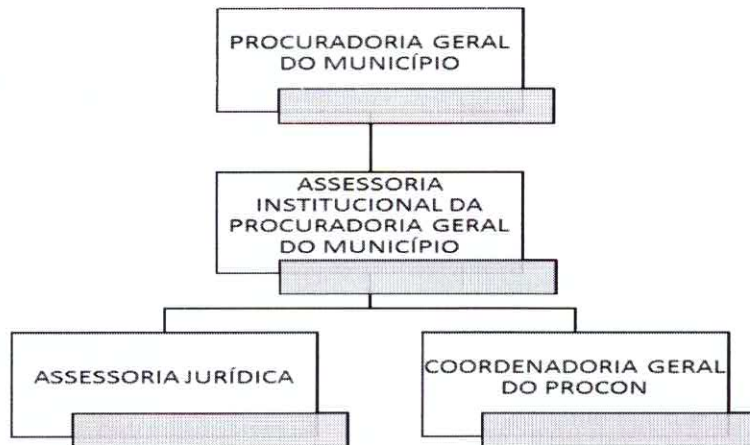 PROCURADORIA GERAL
DO MUNICÍPIO
ASSESSORIA
INSTITUCIONAL DA
PROCURADORIA GERAL
DO MUNICÍPIO
ASSESSORIA JURÍDICA
COORDENADORIA GERAL
DO PROCON